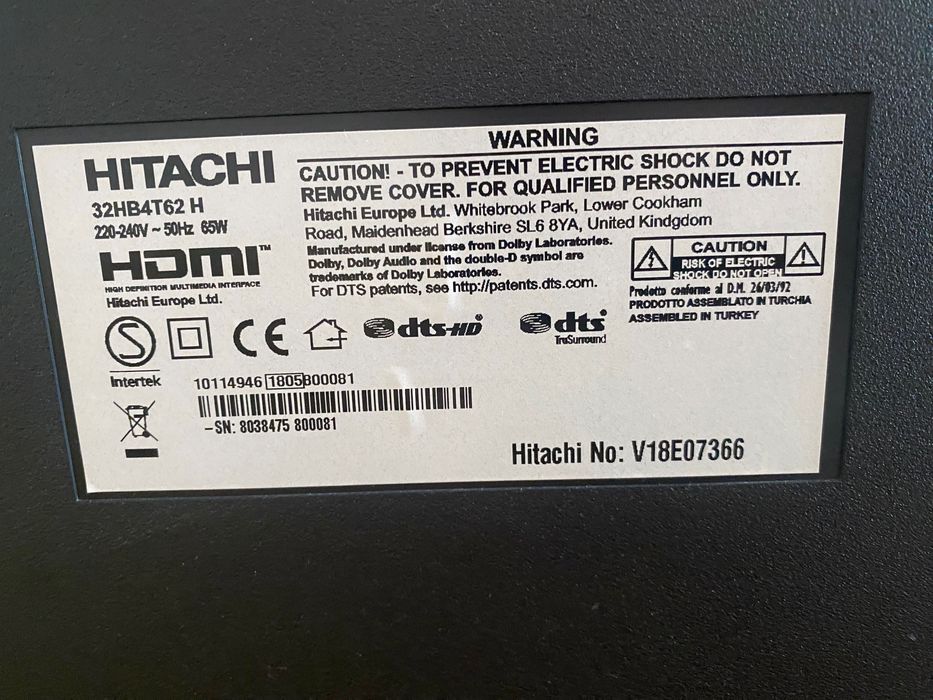 WARNING
HITACHI
32HB4T62 H
220-240V ~ 50Hz 65W
HDMI™
HIGH DEFINITION MULTIMEDIA INTERFACE
Hitachi Europe Ltd.
CAUTION! - TO PREVENT ELECTRIC SHOCK DO NOT
REMOVE COVER. FOR QUALIFIED PERSONNEL ONLY.
Hitachi Europe Ltd. Whitebrook Park, Lower Cookham
Road, Maidenhead Berkshire SL6 8YA, United Kindgdom
Manufactured under license from Dolby Laboratories.
Dolby, Dolby Audio and the double-D symbol are
trademarks of Dolby Laboratories.
For DTS patents, see http://patents.dts.com.
CAUTION
RISK OF ELECTRIC
SHOCK DO NOT OPEN
Prodotto conforme al D.M. 26/03/92
PRODOTTO ASSEMBLATO IN TURCHIA
ASSEMBLED IN TURKEY
S
Intertek
CE
dts-HD®
dts®
TruSurround
10114946 1805B00081
-SN: 8038475 800081
Hitachi No: V18E07366